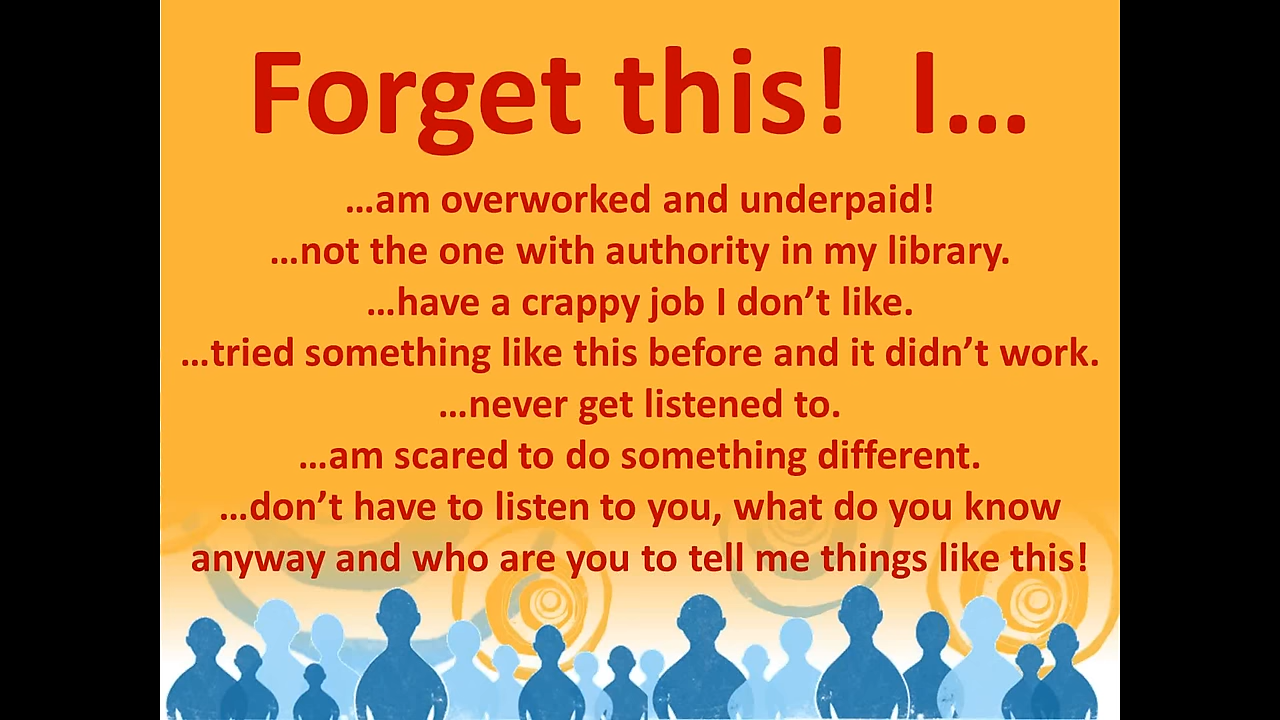 Forget this!  I…
…am overworked and underpaid!
…not the one with authority in my library.
…have a crappy job I don’t like.
…tried something like this before and it didn’t work.
…never get listened to.
…am scared to do something different.
…don’t have to listen to you, what do you know
anyway and who are you to tell me things like this!